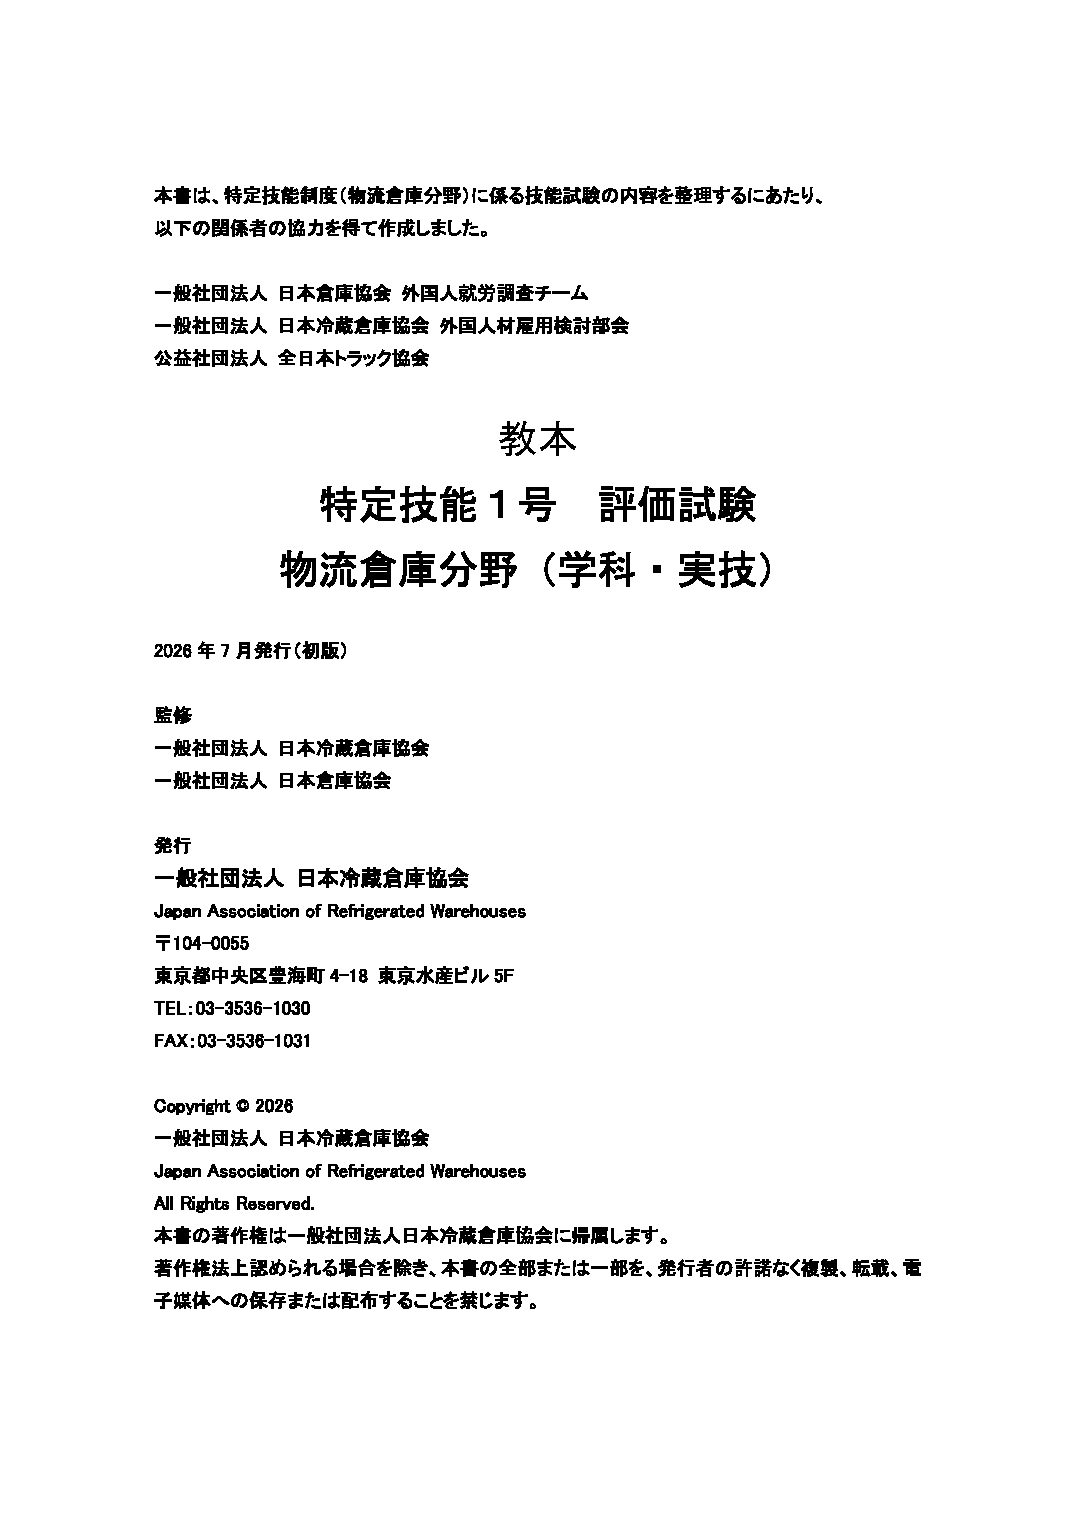 本書は、特定技能制度（物流倉庫分野）に係る技能試験の内容を整理するにあたり、
以下の関係者の協力を得て作成しました。
一般社団法人 日本倉庫協会 外国人就労調査チーム
一般社団法人 日本冷蔵倉庫協会 外国人材雇用検討部会
公益社団法人 全日本トラック協会
教本
特定技能１号　評価試験
物流倉庫分野（学科・実技）
2026 年 7 月発行（初版）
監修
一般社団法人 日本冷蔵倉庫協会
一般社団法人 日本倉庫協会
発行
一般社団法人 日本冷蔵倉庫協会
Japan Association of Refrigerated Warehouses
〒104-0055
東京都中央区豊海町 4-18 東京水産ビル 5F
TEL：03-3536-1030
FAX：03-3536-1031
Copyright © 2026
一般社団法人 日本冷蔵倉庫協会
Japan Association of Refrigerated Warehouses
All Rights Reserved.
本書の著作権は一般社団法人日本冷蔵倉庫協会に帰属します。
著作権法上認められる場合を除き、本書の全部または一部を、発行者の許諾なく複製、転載、電
子媒体への保存または配布することを禁じます。